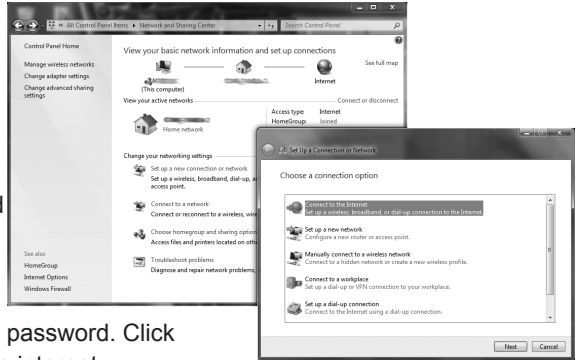 All Control Panel Items ▸ Network and Sharing Center
Search Control Panel
Control Panel Home
Manage wireless networks
Change adapter settings
Change advanced sharing
settings
See also
HomeGroup
Internet Options
Windows Firewall
View your basic network information and set up connections
See full map
(This computer)
Internet
View your active networks
Connect or disconnect
Home network
Access type: Internet
HomeGroup: Joined
Change your networking settings
Set up a new connection or network
Set up a wireless, broadband, dial-up, a
access point.
Connect to a network
Connect or reconnect to a wireless, wire
Choose homegroup and sharing option
Access files and printers located on othe
Troubleshoot problems
Diagnose and repair network problems,
Set Up a Connection or Network
Choose a connection option
Connect to the Internet
Set up a wireless, broadband, or dial-up connection to the Internet.
Set up a new network
Configure a new router or access point.
Manually connect to a wireless network
Connect to a hidden network or create a new wireless profile.
Connect to a workplace
Set up a dial-up or VPN connection to your workplace.
Set up a dial-up connection
Connect to the Internet using a dial-up connection.
Next Cancel
password. Click